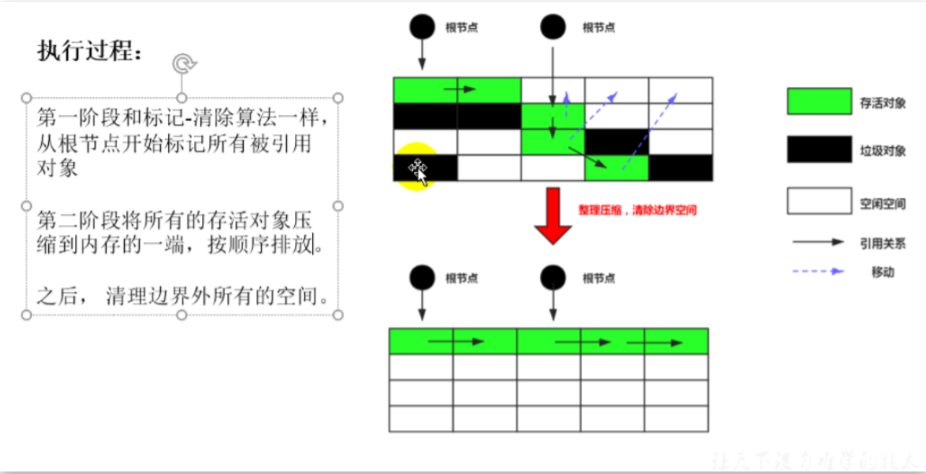 执行过程：
第一阶段和标记-清除算法一样，
从根节点开始标记所有被引用
对象
第二阶段将所有的存活对象压
缩到内存的一端，按顺序排放。
之后， 清理边界外所有的空间。
根节点
根节点
整理压缩，清除边界空间
根节点
根节点
存活对象
垃圾对象
空闲空间
引用关系
移动